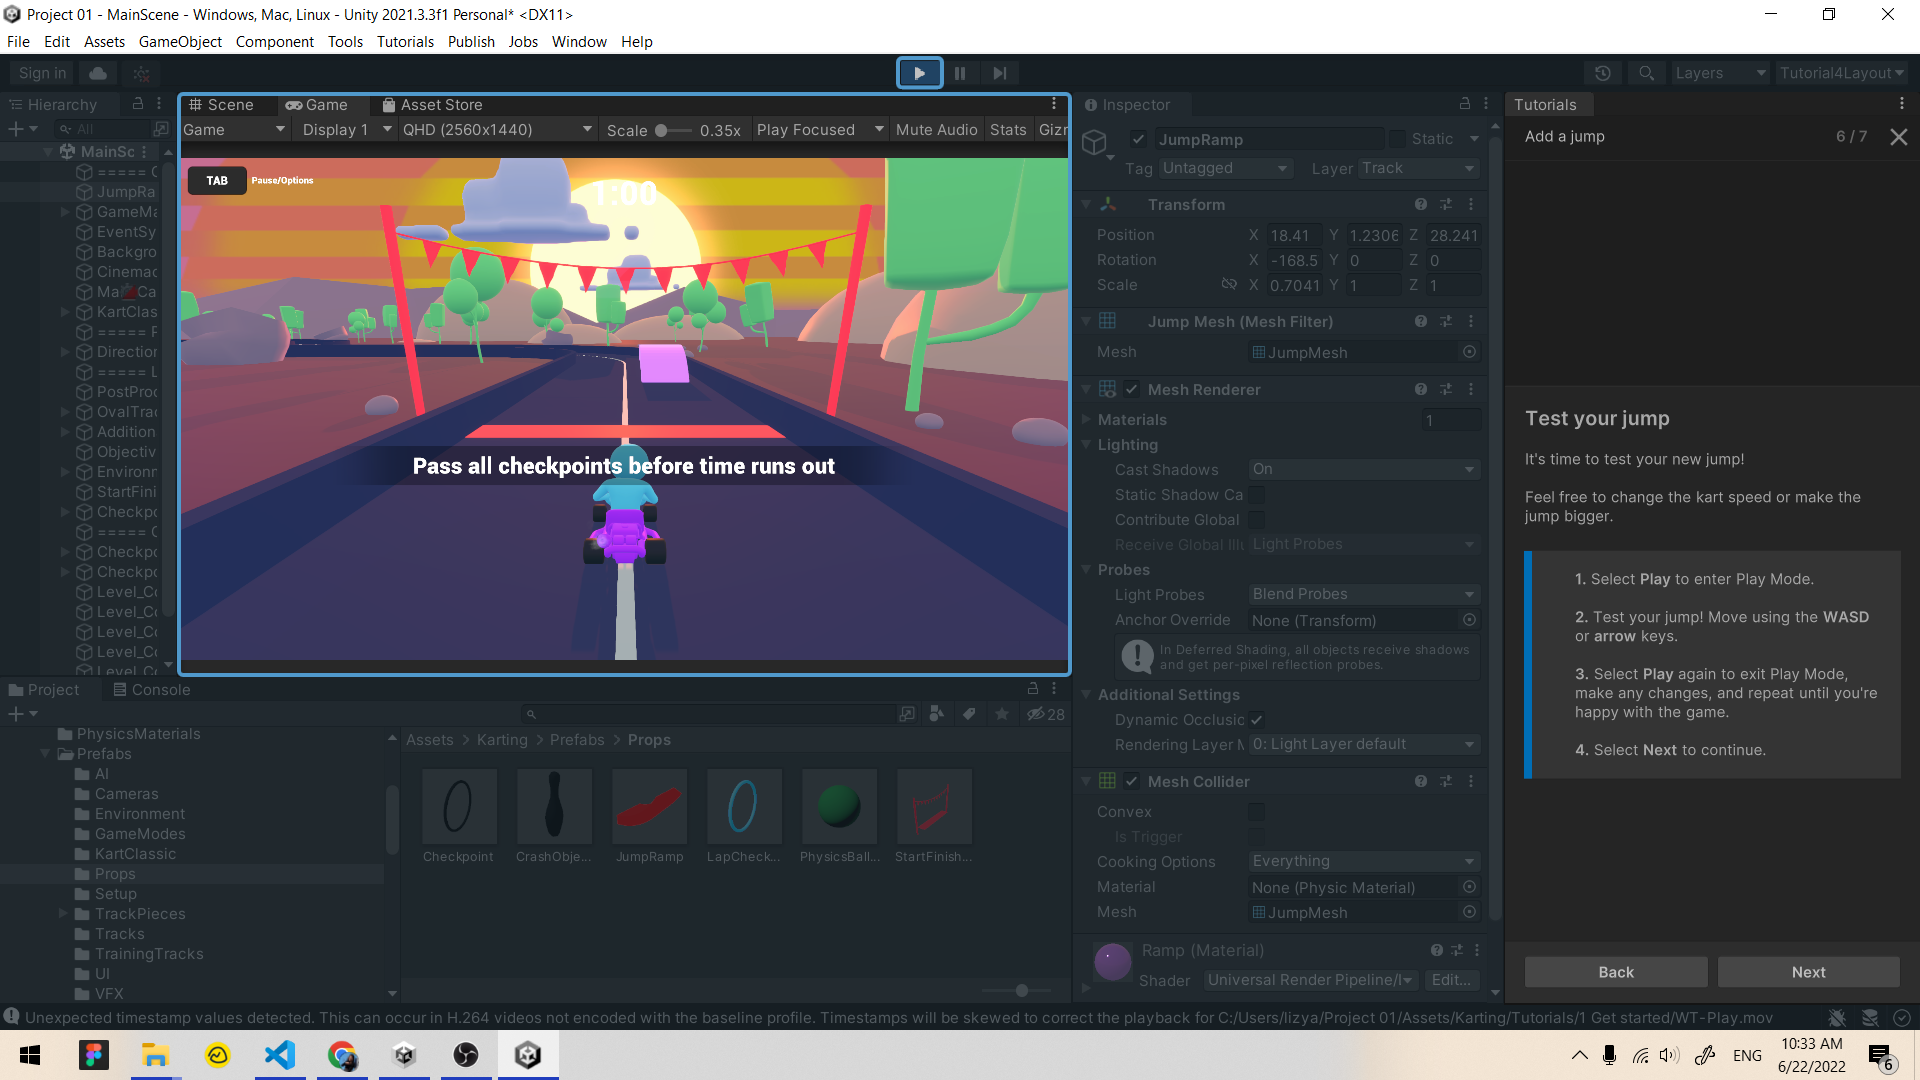 Project 01 - MainScene - Windows, Mac, Linux - Unity 2021.3.3f1 Personal* <DX11>
File Edit Assets GameObject Component Tools Tutorials Publish Jobs Window Help
Sign in
Layers
Tutorial4Layout
Hierarchy
All
MainSc
===== C
JumpRa
GameMa
EventSy
Backgro
Cinemac
Ma Ca
KartClas
===== F
Direction
===== L
PostProc
OvalTrac
Addition
Objectiv
Environm
StartFini
Checkpo
===== C
Checkpo
Checkpo
Level_Co
Level_Co
Level_Co
Level_Co
Level_Co
Scene Game Asset Store
Game Display 1 QHD (2560x1440) Scale 0.35x Play Focused Mute Audio Stats Giz
TAB Pause/Options
1:00
Pass all checkpoints before time runs out
Project Console
28
PhysicsMaterials
Prefabs
AI
Cameras
Environment
GameModes
KartClassic
Props
Setup
TrackPieces
Tracks
TrainingTracks
UI
VFX
Assets > Karting > Prefabs > Props
Checkpoint CrashObje... JumpRamp LapCheck... PhysicsBall... StartFinish...
Inspector
JumpRamp Static
Tag Untagged Layer Track
Transform
Position X 18.41 Y 1.2306 Z 28.241
Rotation X -168.5 Y 0 Z 0
Scale X 0.7041 Y 1 Z 1
Jump Mesh (Mesh Filter)
Mesh JumpMesh
Mesh Renderer
Materials 1
Lighting
Cast Shadows On
Static Shadow Ca
Contribute Global
Receive Global Illu Light Probes
Probes
Light Probes Blend Probes
Anchor Override None (Transform)
In Deferred Shading, all objects receive shadows
and get per-pixel reflection probes.
Additional Settings
Dynamic Occlusic
Rendering Layer M 0: Light Layer default
Mesh Collider
Convex
Is Trigger
Cooking Options Everything
Material None (Physic Material)
Mesh JumpMesh
Ramp (Material)
Shader Universal Render Pipeline/l Edit...
Tutorials
Add a jump 6 / 7
Test your jump
It's time to test your new jump!
Feel free to change the kart speed or make the
jump bigger.
1. Select Play to enter Play Mode.
2. Test your jump! Move using the WASD
or arrow keys.
3. Select Play again to exit Play Mode,
make any changes, and repeat until you're
happy with the game.
4. Select Next to continue.
Back Next
Unexpected timestamp values detected. This can occur in H.264 videos not encoded with the baseline profile. Timestamps will be skewed to correct the playback for C:/Users/lizya/Project 01/Assets/Karting/Tutorials/1 Get started/WT-Play.mov
ENG
10:33 AM
6/22/2022
6